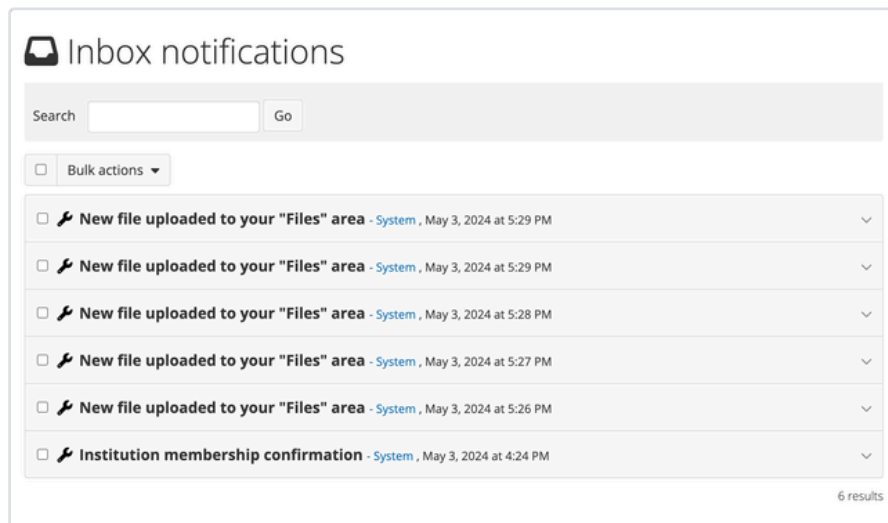 Inbox notifications
Search Go
Bulk actions
New file uploaded to your "Files" area - System , May 3, 2024 at 5:29 PM
New file uploaded to your "Files" area - System , May 3, 2024 at 5:29 PM
New file uploaded to your "Files" area - System , May 3, 2024 at 5:28 PM
New file uploaded to your "Files" area - System , May 3, 2024 at 5:27 PM
New file uploaded to your "Files" area - System , May 3, 2024 at 5:26 PM
Institution membership confirmation - System , May 3, 2024 at 4:24 PM
6 results